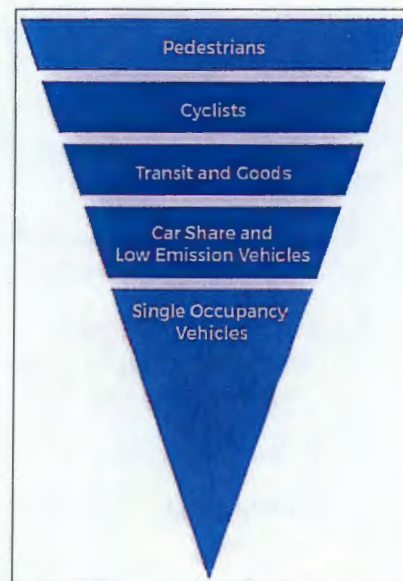 Pedestrians
Cyclists
Transit and Goods
Car Share and
Low Emission Vehicles
Single Occupancy
Vehicles